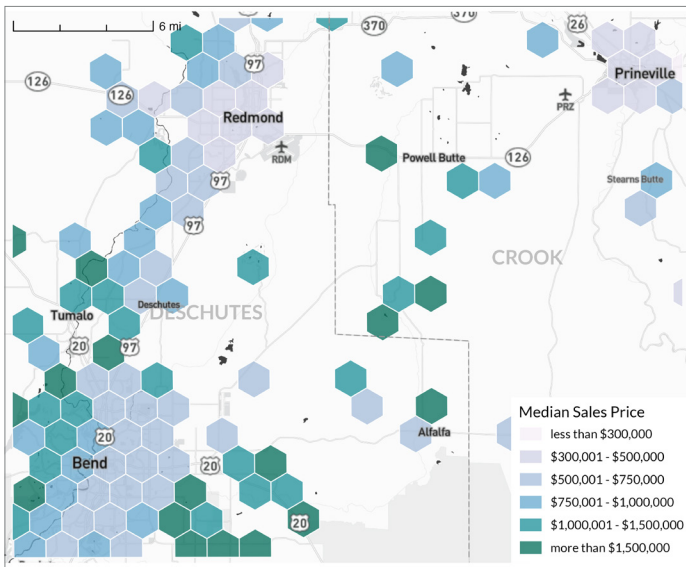 6 mi
370
370
26
97
126
126
Prineville
PRZ
Redmond
RDM
Powell Butte
126
97
Stearns Butte
97
CROOK
Deschutes
DESCHUTES
Tumalo
20
97
20
Bend
20
20
Alfalfa
Median Sales Price
less than $300,000
$300,001 - $500,000
$500,001 - $750,000
$750,001 - $1,000,000
$1,000,001 - $1,500,000
more than $1,500,000